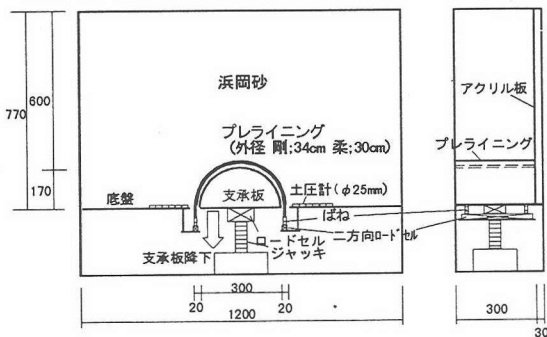 浜岡砂
アクリル板
600
770
プレライニング
(外径 剛;34cm 柔;30cm)
プレライニング
170
底盤
支承板
土圧計(φ25mm)
ばね
二方向ロードセル
ロードセル
支承板降下
ジャッキ
300
20
20
1200
300
30